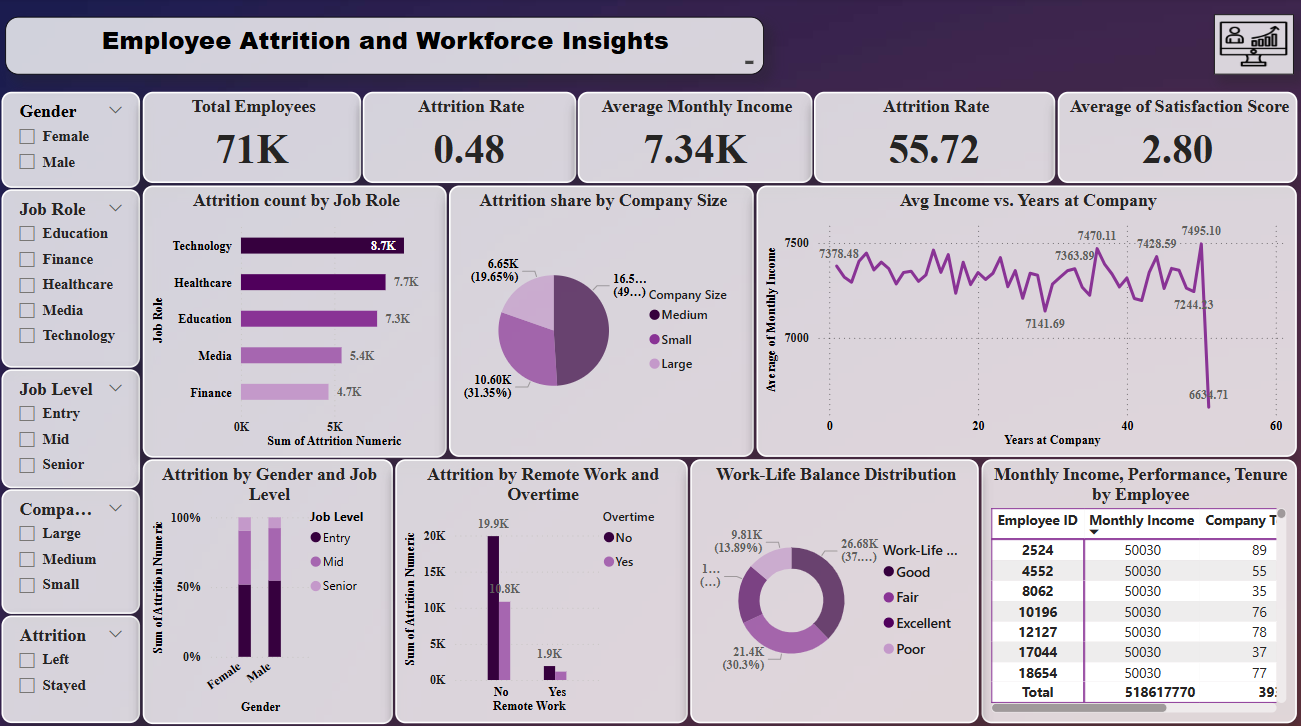 Employee Attrition and Workforce Insights
Gender
Female
Male
Total Employees
71K
Attrition Rate
0.48
Average Monthly Income
7.34K
Attrition Rate
55.72
Average of Satisfaction Score
2.80
Job Role
Education
Finance
Healthcare
Media
Technology
Job Level
Entry
Mid
Senior
Compa...
Large
Medium
Small
Attrition
Left
Stayed
Attrition count by Job Role
Job Role
Technology
8.7K
Healthcare
7.7K
Education
7.3K
Media
5.4K
Finance
4.7K
0K
5K
Sum of Attrition Numeric
Attrition share by Company Size
6.65K
(19.65%)
16.5...
(49...)
10.60K
(31.35%)
Company Size
Medium
Small
Large
Avg Income vs. Years at Company
Average of Monthly Income
7500
7000
7378.48
7141.69
7363.89
7470.11
7428.59
7495.10
7244.23
6634.71
0
20
40
60
Years at Company
Attrition by Gender and Job
Level
Sum of Attrition Numeric
100%
50%
0%
Female
Male
Gender
Job Level
Entry
Mid
Senior
Attrition by Remote Work and
Overtime
Sum of Attrition Numeric
20K
15K
10K
5K
0K
19.9K
10.8K
1.9K
No
Yes
Remote Work
Overtime
No
Yes
Work-Life Balance Distribution
9.81K
(13.89%)
26.68K
(37....)
1...
(...)
21.4K
(30.3%)
Work-Life ...
Good
Fair
Excellent
Poor
Monthly Income, Performance, Tenure
by Employee
Employee ID Monthly Income Company T
2524 50030 89
4552 50030 55
8062 50030 35
10196 50030 76
12127 50030 78
17044 50030 37
18654 50030 77
Total 518617770 39